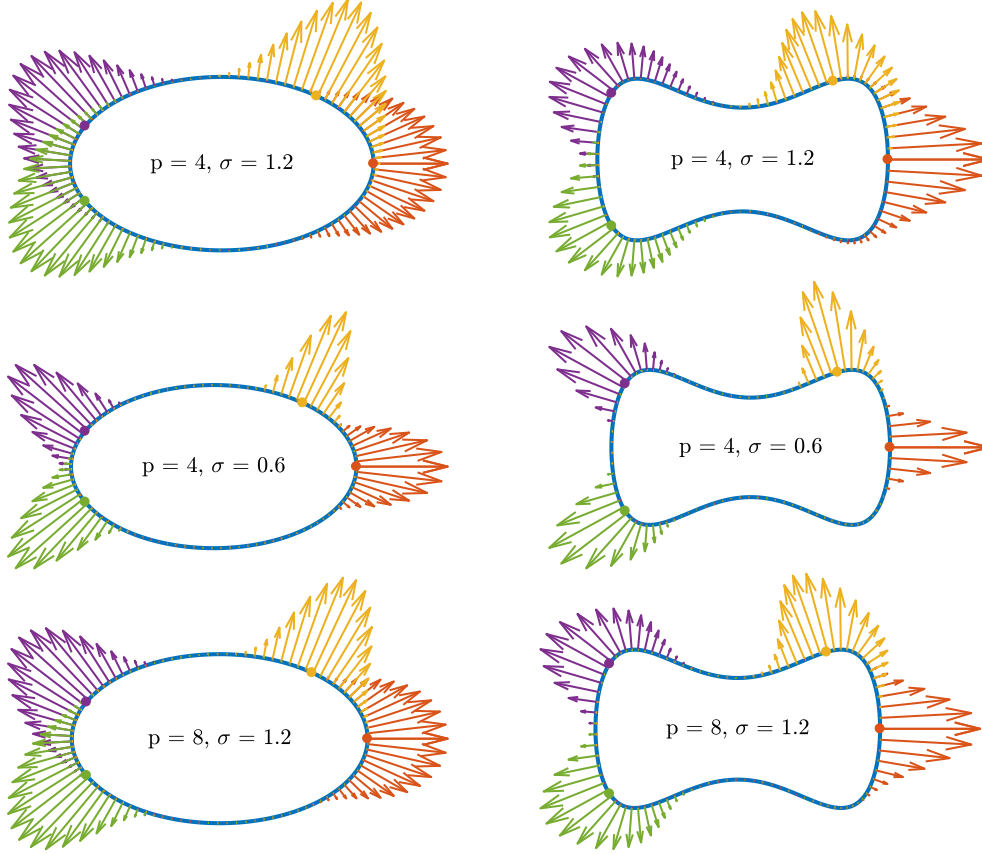 p = 4, σ = 1.2
p = 4, σ = 1.2
p = 4, σ = 0.6
p = 4, σ = 0.6
p = 8, σ = 1.2
p = 8, σ = 1.2